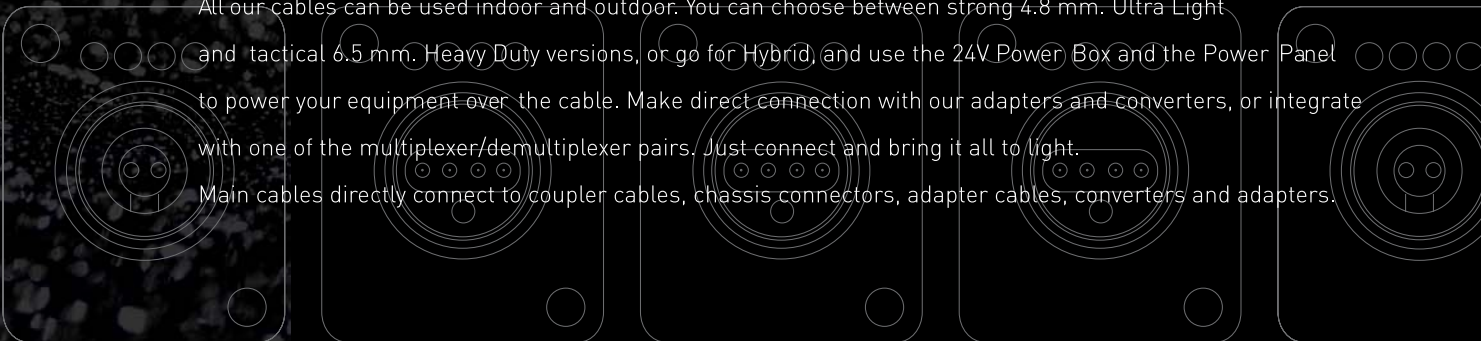 All our cables can be used indoor and outdoor. You can choose between strong 4.8 mm. Ultra Light
and tactical 6.5 mm. Heavy Duty versions, or go for Hybrid, and use the 24V Power Box and the Power Panel
to power your equipment over the cable. Make direct connection with our adapters and converters, or integrate
with one of the multiplexer/demultiplexer pairs. Just connect and bring it all to light.
Main cables directly connect to coupler cables, chassis connectors, adapter cables, converters and adapters.